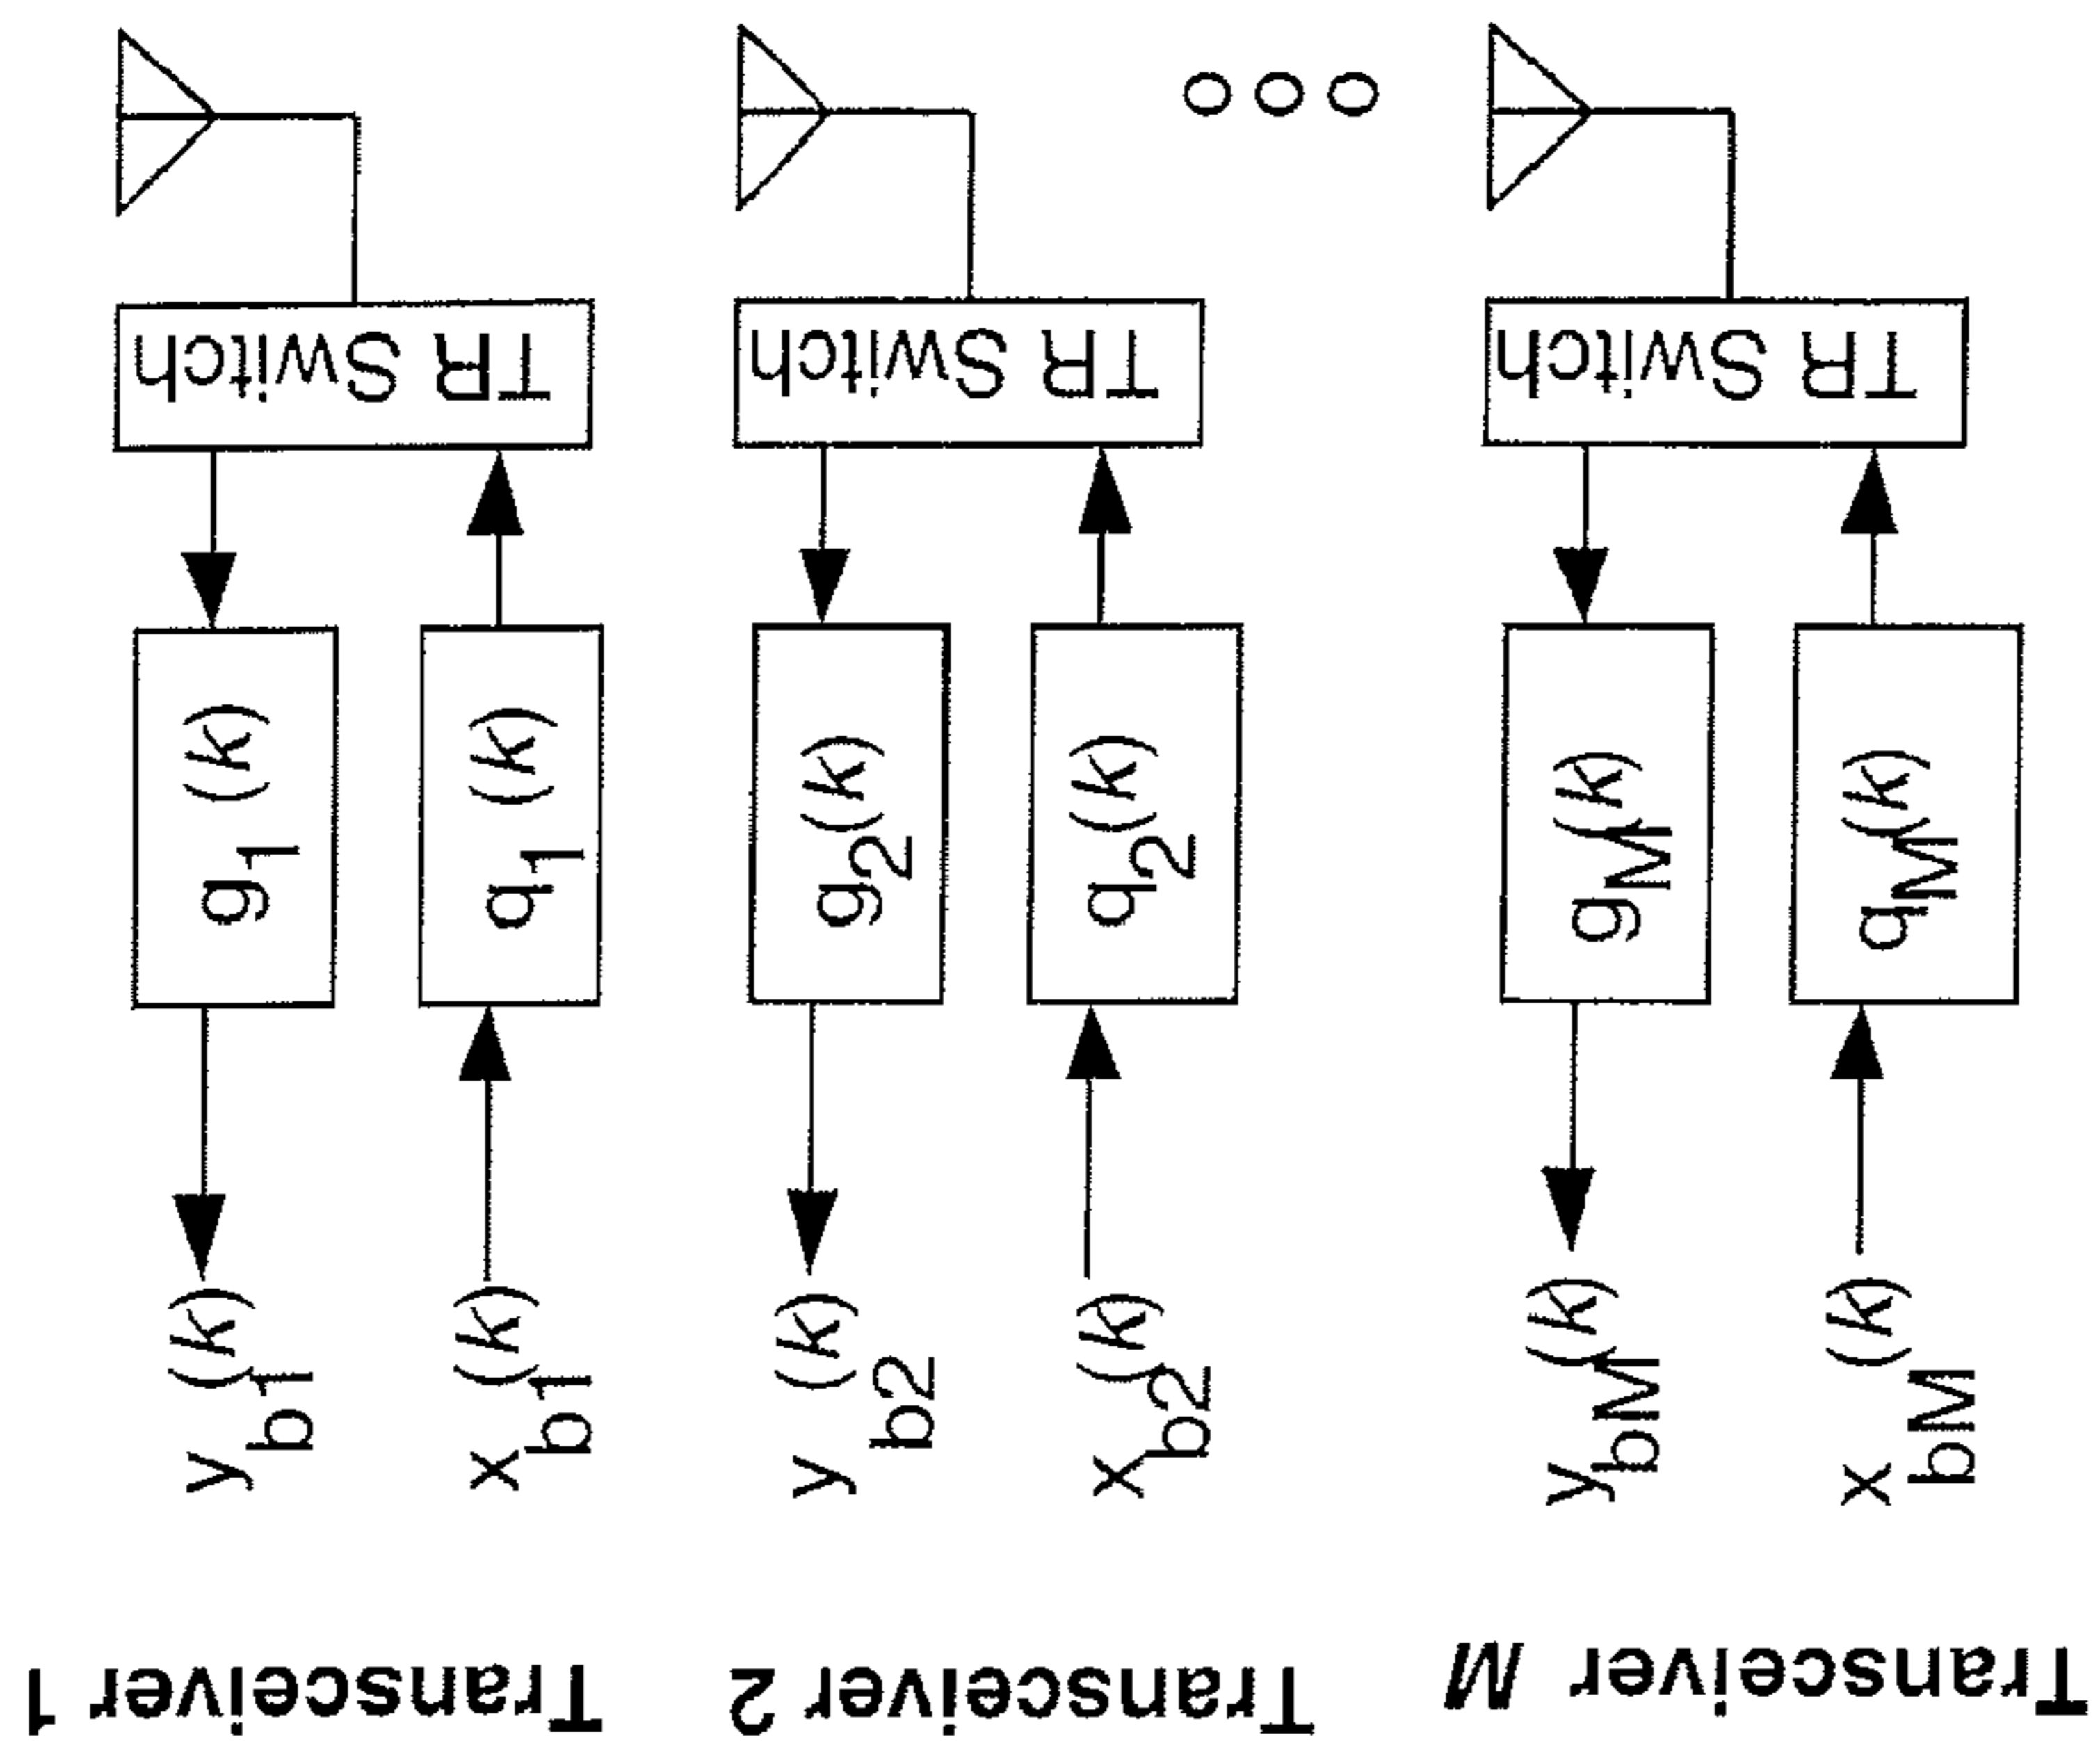 TR Switch
TR Switch
TR Switch
g1 (k)
q1 (k)
g2(k)
q2(k)
gM(k)
qM(k)
yb1(k)
xb1(k)
yb2(k)
xb2(k)
ybM(k)
xbM(k)
Transceiver 1
Transceiver 2
Transceiver M